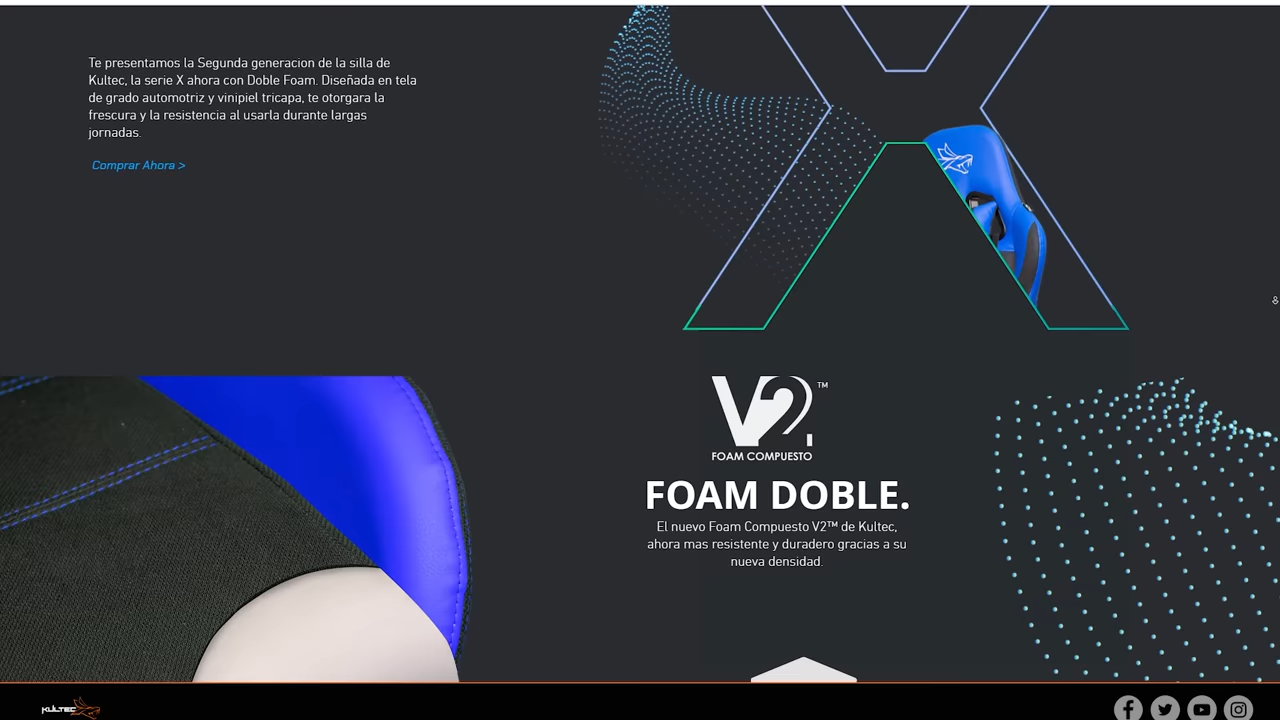 Te presentamos la Segunda generacion de la silla de
Kultec, la serie X ahora con Doble Foam. Diseñada en tela
de grado automotriz y vinipiel tricapa, te otorgara la
frescura y la resistencia al usarla durante largas
jornadas.
Comprar Ahora >
V2.™
FOAM COMPUESTO
FOAM DOBLE.
El nuevo Foam Compuesto V2™ de Kultec,
ahora mas resistente y duradero gracias a su
nueva densidad.
KULTEC